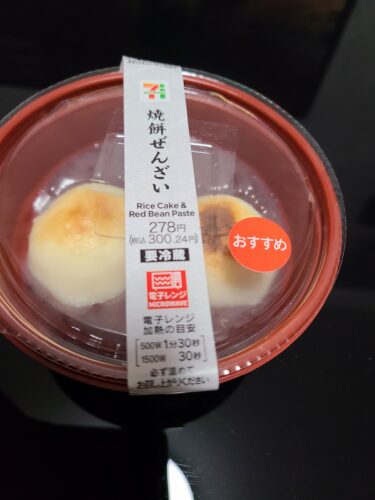 焼餅ぜんざい
Rice Cake &
Red Bean Paste
278円
(税込300.24円)
要冷蔵
おすすめ
電子レンジ
MICROWAVE
電子レンジ
加熱の目安
500W 1分30秒
1500W 30秒
必ず温めて
お召し上がりください